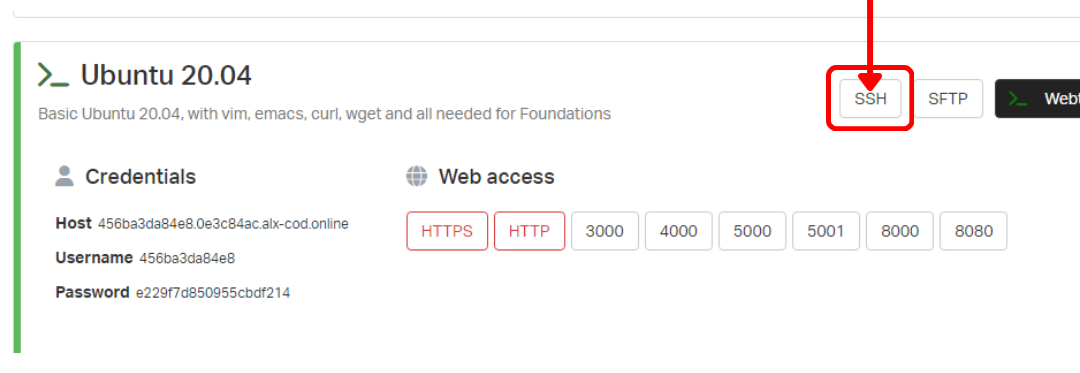 >_ Ubuntu 20.04
Basic Ubuntu 20.04, with vim, emacs, curl, wget and all needed for Foundations
SSH
SFTP
>_
Credentials
Host 456ba3da84e8.0e3c84ac.alx-cod.online
Username 456ba3da84e8
Password e229f7d850955cbdf214
Web access
HTTPS HTTP 3000 4000 5000 5001 8000 8080